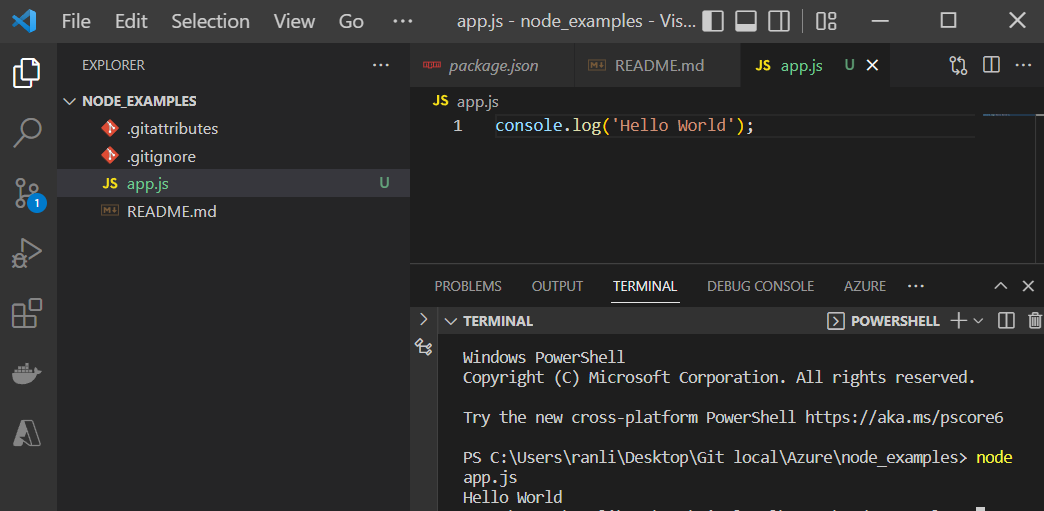 File Edit Selection View Go ··· app.js - node_examples - Vis...
EXPLORER ···
NODE_EXAMPLES
.gitattributes
.gitignore
JS app.js U
README.md
1
package.json README.md JS app.js U ···
JS app.js
1 console.log('Hello World');
PROBLEMS OUTPUT TERMINAL DEBUG CONSOLE AZURE ···
TERMINAL POWERSHELL
Windows PowerShell
Copyright (C) Microsoft Corporation. All rights reserved.
Try the new cross-platform PowerShell https://aka.ms/pscore6
PS C:\Users\ranli\Desktop\Git local\Azure\node_examples> node
app.js
Hello World